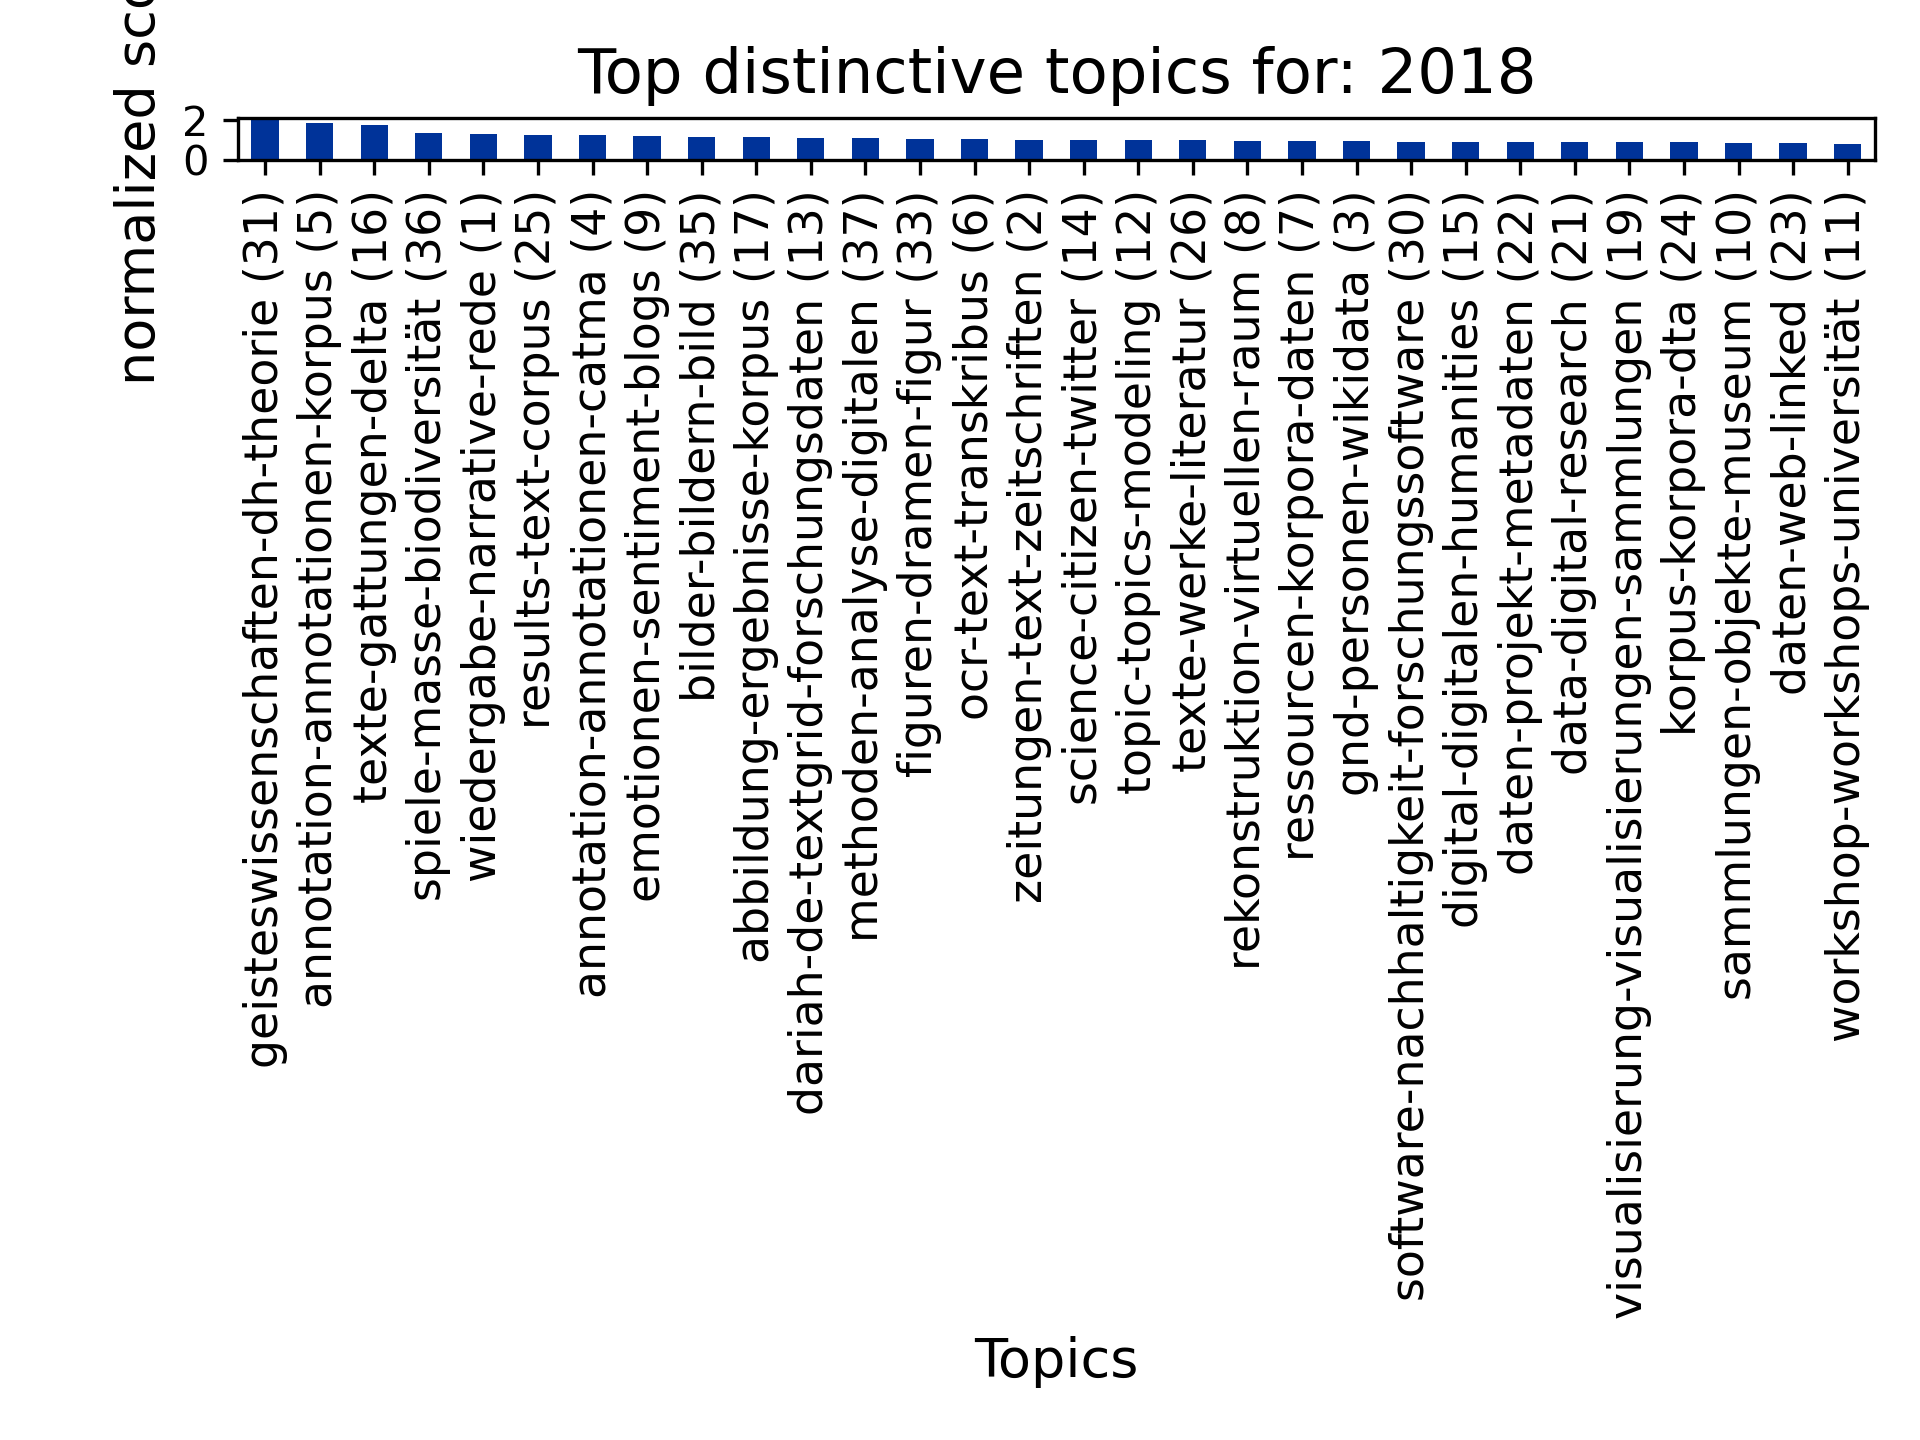 Top distinctive topics for: 2018
normalized
2
0
geisteswissenschaften-dh-theorie (31)
annotation-annotationen-korpus (5)
texte-gattungen-delta (16)
spiele-masse-biodiversität (36)
wiedergabe-narrative-rede (1)
results-text-corpus (25)
annotation-annotationen-catma (4)
emotionen-sentiment-blogs (9)
bilder-bildern-bild (35)
abbildung-ergebnisse-korpus (17)
dariah-de-textgrid-forschungsdaten (13)
methoden-analyse-digitalen (37)
figuren-dramen-figur (33)
ocr-text-transkribus (6)
zeitungen-text-zeitschriften (2)
science-citizen-twitter (14)
topic-topics-modeling (12)
texte-werke-literatur (26)
rekonstruktion-virtuellen-raum (8)
ressourcen-korpora-daten (7)
gnd-personen-wikidata (3)
software-nachhaltigkeit-forschungssoftware (30)
digital-digitalen-humanities (15)
daten-projekt-metadaten (22)
data-digital-research (21)
visualisierung-visualisierungen-sammlungen (19)
korpus-korpora-dta (24)
sammlungen-objekte-museum (10)
daten-web-linked (23)
workshop-workshops-universität (11)
Topics